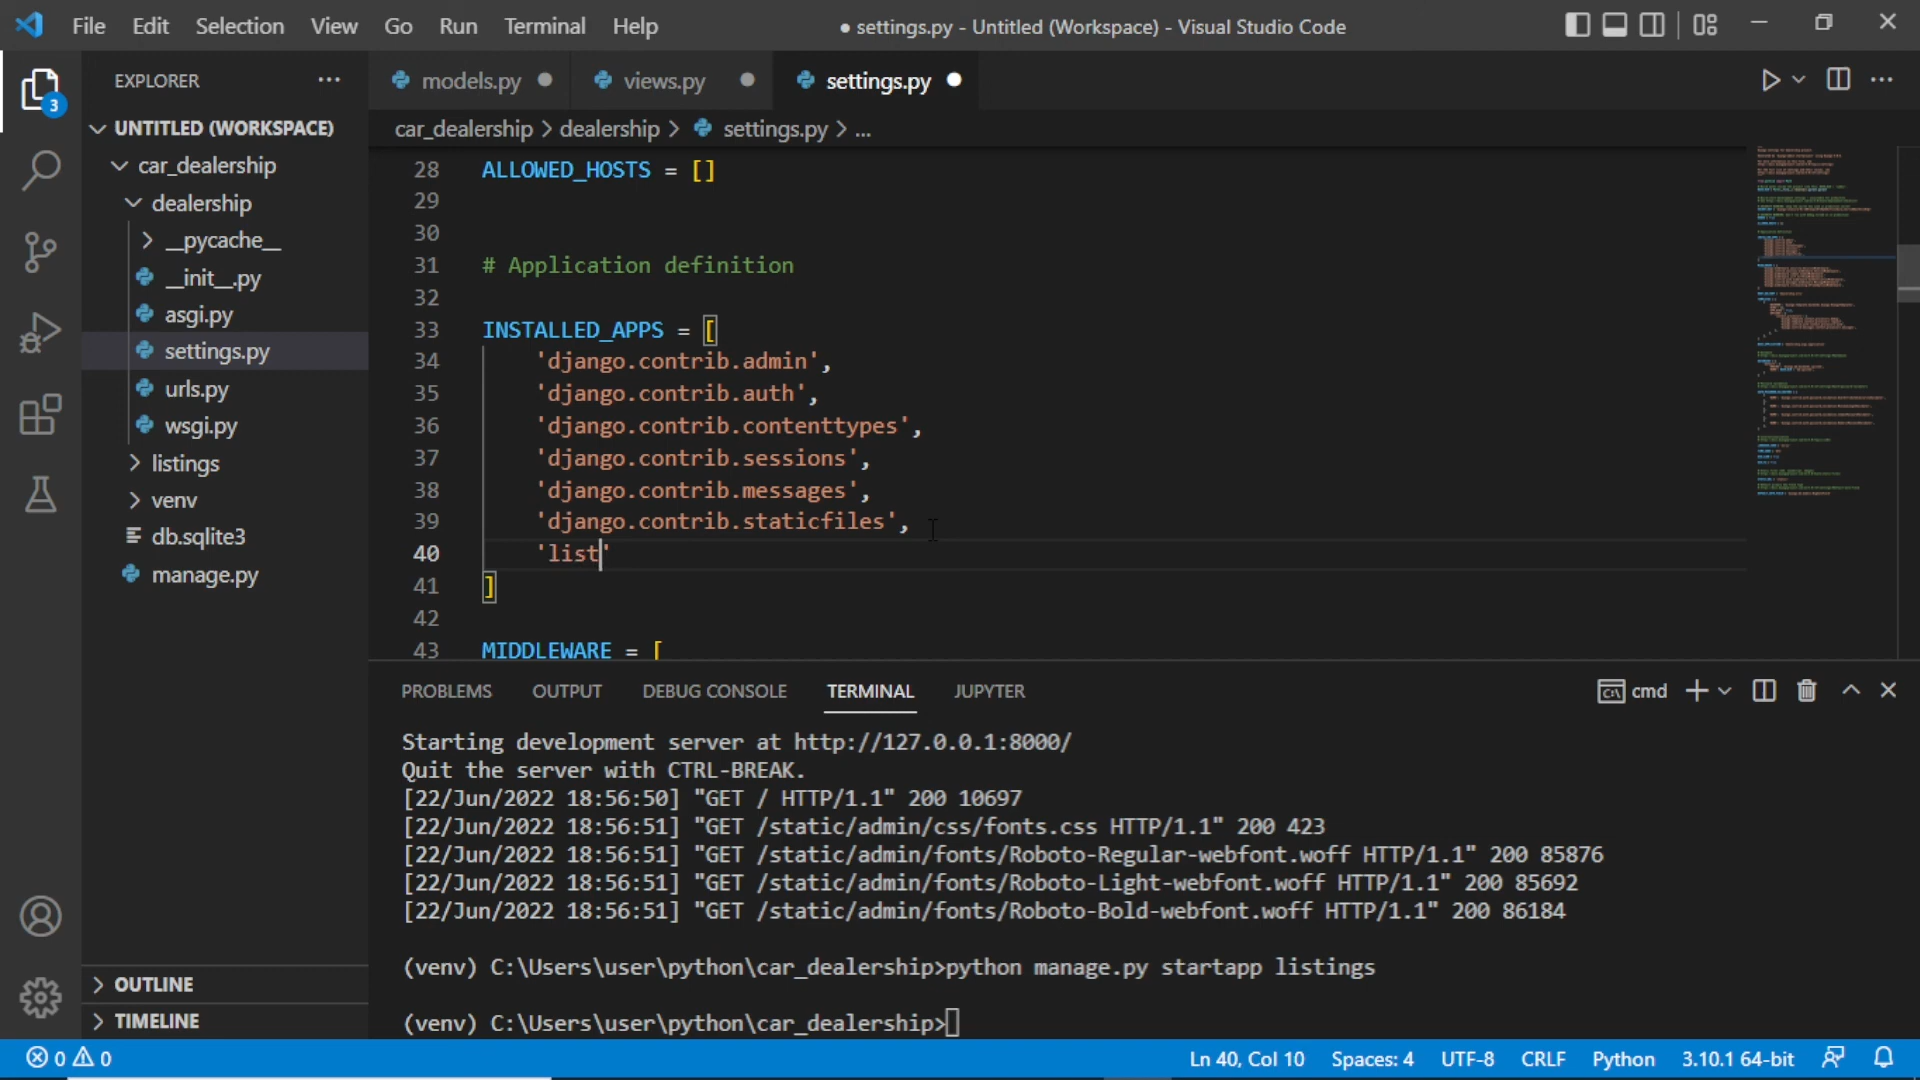 File Edit Selection View Go Run Terminal Help
● settings.py - Untitled (Workspace) - Visual Studio Code
EXPLORER
models.py
views.py
settings.py
3
UNTITLED (WORKSPACE)
car_dealership
dealership
__pycache__
__init__.py
asgi.py
settings.py
urls.py
wsgi.py
listings
venv
db.sqlite3
manage.py
OUTLINE
TIMELINE
car_dealership > dealership > settings.py > ...
28 ALLOWED_HOSTS = []
29
30
31 # Application definition
32
33 INSTALLED_APPS = [
34 'django.contrib.admin',
35 'django.contrib.auth',
36 'django.contrib.contenttypes',
37 'django.contrib.sessions',
38 'django.contrib.messages',
39 'django.contrib.staticfiles',
40 'list'
41 ]
42
43 MIDDLEWARE = [
PROBLEMS OUTPUT DEBUG CONSOLE TERMINAL JUPYTER
cmd
Starting development server at http://127.0.0.1:8000/
Quit the server with CTRL-BREAK.
[22/Jun/2022 18:56:50] "GET / HTTP/1.1" 200 10697
[22/Jun/2022 18:56:51] "GET /static/admin/css/fonts.css HTTP/1.1" 200 423
[22/Jun/2022 18:56:51] "GET /static/admin/fonts/Roboto-Regular-webfont.woff HTTP/1.1" 200 85876
[22/Jun/2022 18:56:51] "GET /static/admin/fonts/Roboto-Light-webfont.woff HTTP/1.1" 200 85692
[22/Jun/2022 18:56:51] "GET /static/admin/fonts/Roboto-Bold-webfont.woff HTTP/1.1" 200 86184
(venv) C:\Users\user\python\car_dealership>python manage.py startapp listings
(venv) C:\Users\user\python\car_dealership>
0 0
Ln 40, Col 10 Spaces: 4 UTF-8 CRLF Python 3.10.1 64-bit